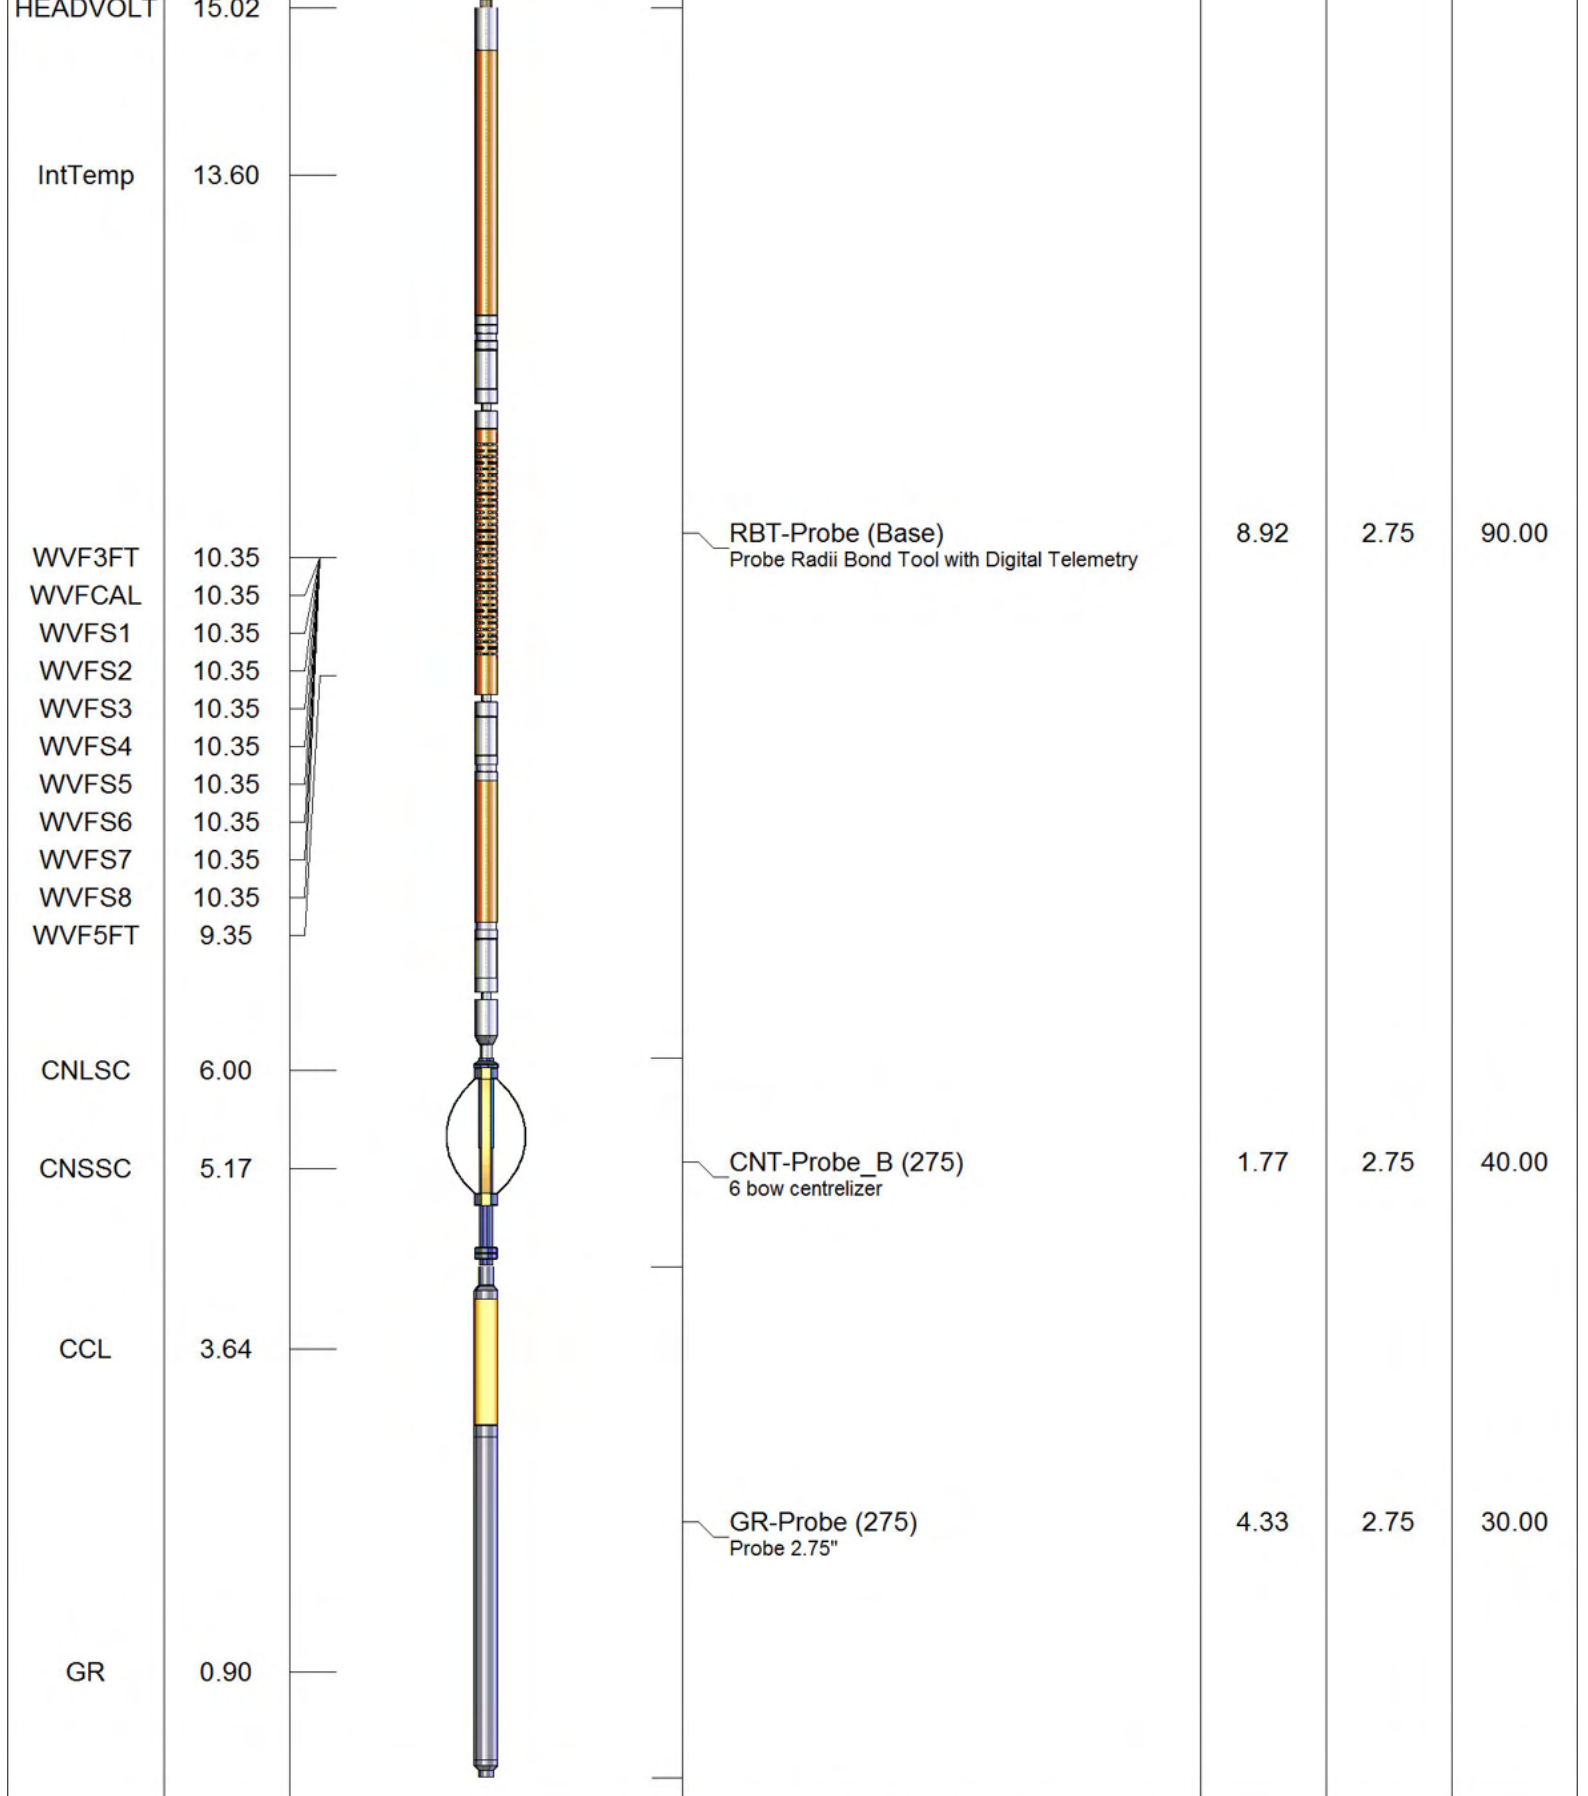 HEADVOLT 15.02
IntTemp 13.60
RBT-Probe (Base) 8.92 2.75 90.00
Probe Radii Bond Tool with Digital Telemetry
WVF3FT 10.35
WVFCAL 10.35
WVFS1 10.35
WVFS2 10.35
WVFS3 10.35
WVFS4 10.35
WVFS5 10.35
WVFS6 10.35
WVFS7 10.35
WVFS8 10.35
WVF5FT 9.35
CNLSC 6.00
CNSSC 5.17
CNT-Probe_B (275) 1.77 2.75 40.00
6 bow centrelizer
CCL 3.64
GR-Probe (275) 4.33 2.75 30.00
Probe 2.75"
GR 0.90